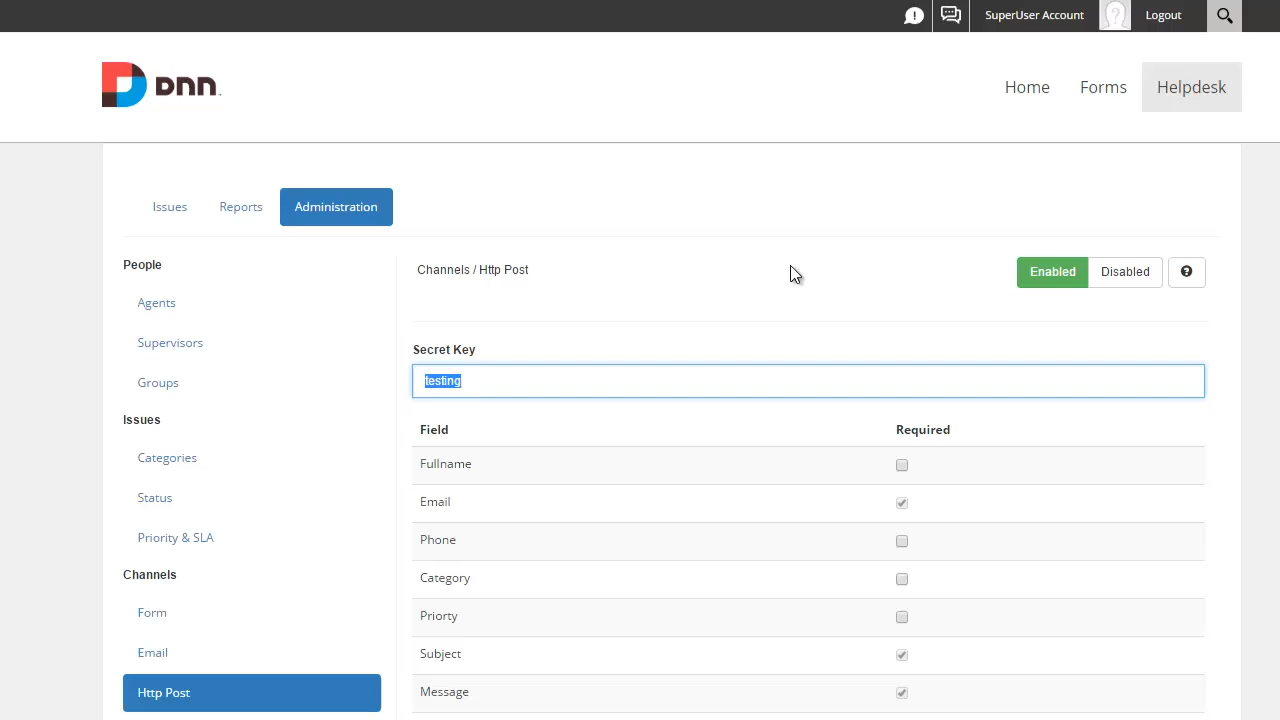 SuperUser Account
Logout
DNN
Home
Forms
Helpdesk
Issues
Reports
Administration
People
Agents
Supervisors
Groups
Issues
Categories
Status
Priority & SLA
Channels
Form
Email
Http Post
Channels / Http Post
Enabled
Disabled
Secret Key
testing
Field Required
Fullname
Email
Phone
Category
Priorty
Subject
Message